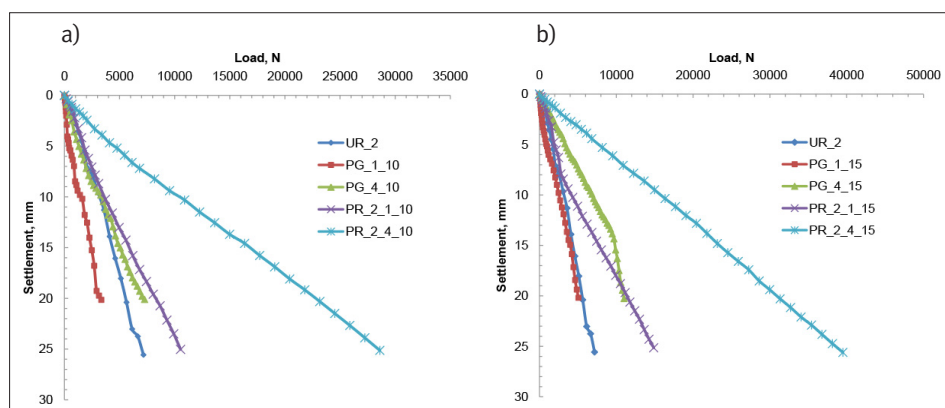 a)
Load, N
0 5000 10000 15000 20000 25000 30000 35000
0
5
10
15
20
25
30
Settlement, mm
UR_2
PG_1_10
PG_4_10
PR_2_1_10
PR_2_4_10
b)
Load, N
0 10000 20000 30000 40000 50000
0
5
10
15
20
25
30
Settlement, mm
UR_2
PG_1_15
PG_4_15
PR_2_1_15
PR_2_4_15